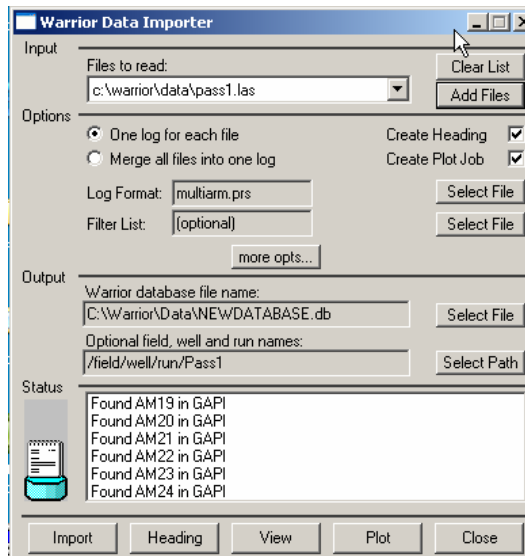 Warrior Data Importer
Input
Files to read:
Clear List
c:\warrior\data\pass1.las
Add Files
Options
One log for each file
Create Heading
Merge all files into one log
Create Plot Job
Log Format:
multiarm.prs
Select File
Filter List:
(optional)
Select File
more opts...
Output
Warrior database file name:
C:\Warrior\Data\NEWDATABASE.db
Select File
Optional field, well and run names:
/field/well/run/Pass1
Select Path
Status
Found AM19 in GAPI
Found AM20 in GAPI
Found AM21 in GAPI
Found AM22 in GAPI
Found AM23 in GAPI
Found AM24 in GAPI
Import
Heading
View
Plot
Close